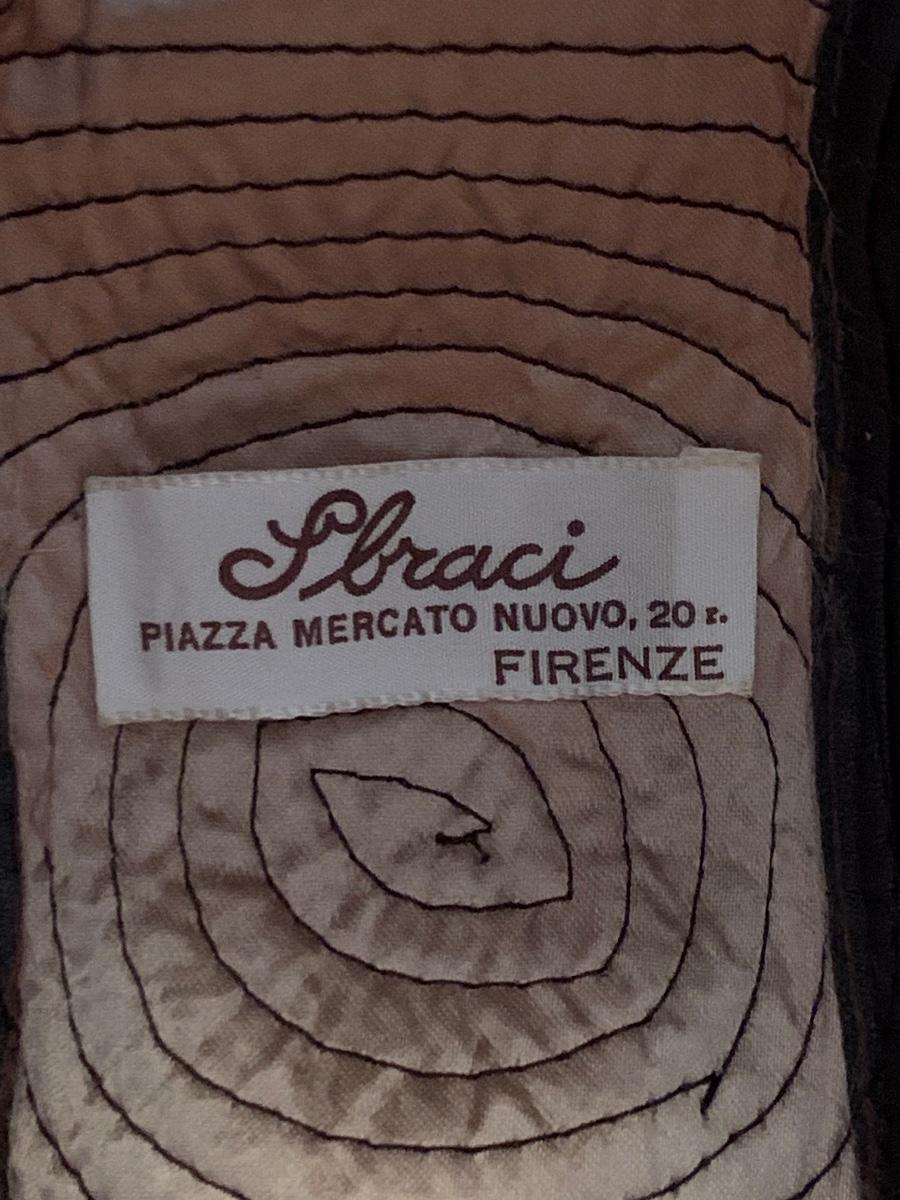 Sbraci
PIAZZA MERCATO NUOVO, 20 r.
FIRENZE